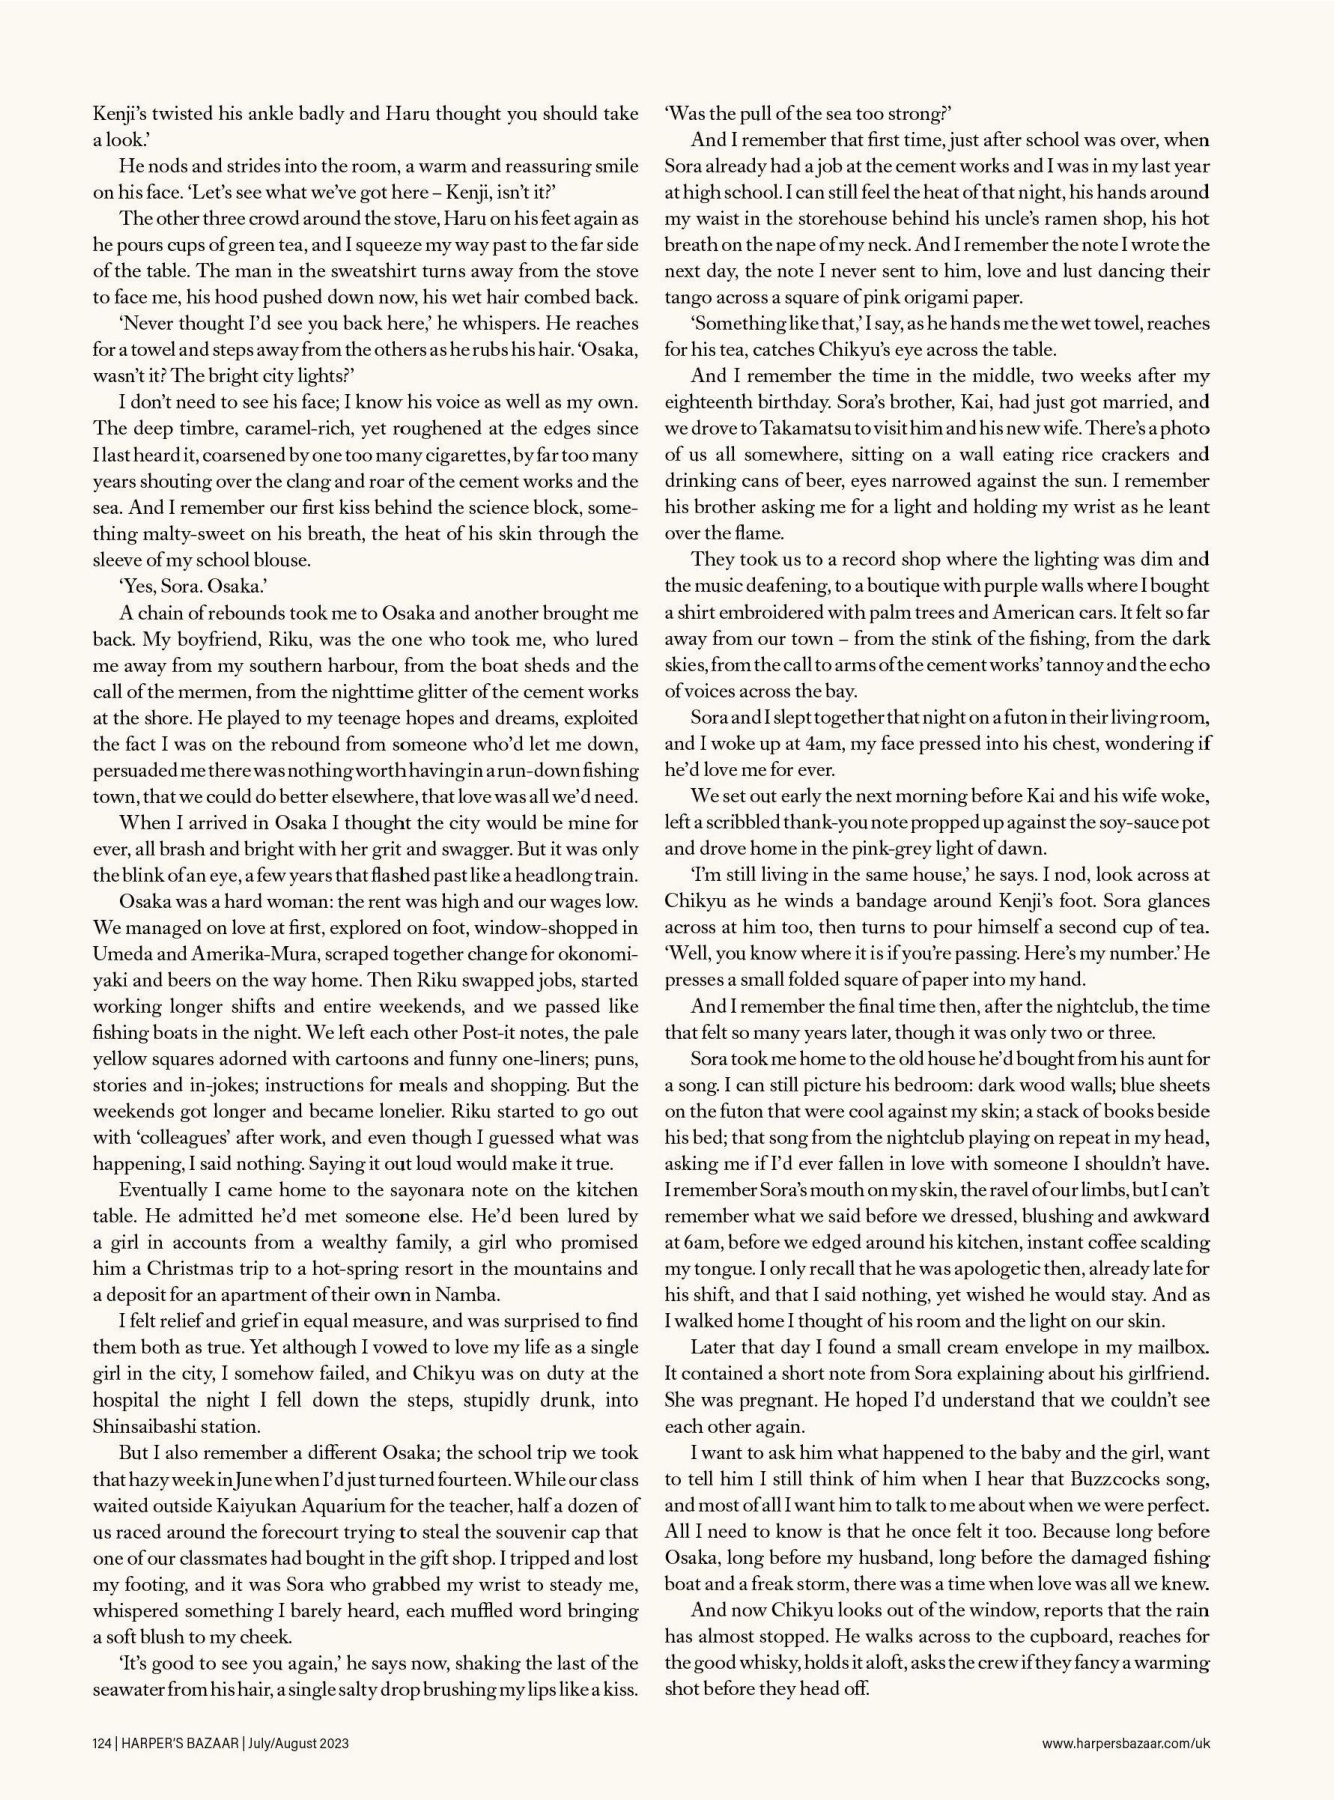 Kenji’s twisted his ankle badly and Haru thought you should take
a look.’
He nods and strides into the room, a warm and reassuring smile
on his face. ‘Let’s see what we’ve got here – Kenji, isn’t it?’
The other three crowd around the stove, Haru on his feet again as
he pours cups of green tea, and I squeeze my way past to the far side
of the table. The man in the sweatshirt turns away from the stove
to face me, his hood pushed down now, his wet hair combed back.
‘Never thought I’d see you back here,’ he whispers. He reaches
for a towel and steps away from the others as he rubs his hair. ‘Osaka,
wasn’t it? The bright city lights?’
I don’t need to see his face; I know his voice as well as my own.
The deep timbre, caramel-rich, yet roughened at the edges since
I last heard it, coarsened by one too many cigarettes, by far too many
years shouting over the clang and roar of the cement works and the
sea. And I remember our first kiss behind the science block, some-
thing malty-sweet on his breath, the heat of his skin through the
sleeve of my school blouse.
‘Yes, Sora. Osaka.’
A chain of rebounds took me to Osaka and another brought me
back. My boyfriend, Riku, was the one who took me, who lured
me away from my southern harbour, from the boat sheds and the
call of the mermen, from the nighttime glitter of the cement works
at the shore. He played to my teenage hopes and dreams, exploited
the fact I was on the rebound from someone who’d let me down,
persuaded me there was nothing worth having in a run-down fishing
town, that we could do better elsewhere, that love was all we’d need.
When I arrived in Osaka I thought the city would be mine for
ever, all brash and bright with her grit and swagger. But it was only
the blink of an eye, a few years that flashed past like a headlong train.
Osaka was a hard woman: the rent was high and our wages low.
We managed on love at first, explored on foot, window-shopped in
Umeda and Amerika-Mura, scraped together change for okonomi-
yaki and beers on the way home. Then Riku swapped jobs, started
working longer shifts and entire weekends, and we passed like
fishing boats in the night. We left each other Post-it notes, the pale
yellow squares adorned with cartoons and funny one-liners; puns,
stories and in-jokes; instructions for meals and shopping. But the
weekends got longer and became lonelier. Riku started to go out
with ‘colleagues’ after work, and even though I guessed what was
happening, I said nothing. Saying it out loud would make it true.
Eventually I came home to the sayonara note on the kitchen
table. He admitted he’d met someone else. He’d been lured by
a girl in accounts from a wealthy family, a girl who promised
him a Christmas trip to a hot-spring resort in the mountains and
a deposit for an apartment of their own in Namba.
I felt relief and grief in equal measure, and was surprised to find
them both as true. Yet although I vowed to love my life as a single
girl in the city, I somehow failed, and Chikyu was on duty at the
hospital the night I fell down the steps, stupidly drunk, into
Shinsaibashi station.
But I also remember a different Osaka; the school trip we took
that hazy week in June when I’d just turned fourteen. While our class
waited outside Kaiyukan Aquarium for the teacher, half a dozen of
us raced around the forecourt trying to steal the souvenir cap that
one of our classmates had bought in the gift shop. I tripped and lost
my footing, and it was Sora who grabbed my wrist to steady me,
whispered something I barely heard, each muffled word bringing
a soft blush to my cheek.
‘It’s good to see you again,’ he says now, shaking the last of the
seawater from his hair, a single salty drop brushing my lips like a kiss.
‘Was the pull of the sea too strong?’
And I remember that first time, just after school was over, when
Sora already had a job at the cement works and I was in my last year
at high school. I can still feel the heat of that night, his hands around
my waist in the storehouse behind his uncle’s ramen shop, his hot
breath on the nape of my neck. And I remember the note I wrote the
next day, the note I never sent to him, love and lust dancing their
tango across a square of pink origami paper.
‘Something like that,’ I say, as he hands me the wet towel, reaches
for his tea, catches Chikyu’s eye across the table.
And I remember the time in the middle, two weeks after my
eighteenth birthday. Sora’s brother, Kai, had just got married, and
we drove to Takamatsu to visit him and his new wife. There’s a photo
of us all somewhere, sitting on a wall eating rice crackers and
drinking cans of beer, eyes narrowed against the sun. I remember
his brother asking me for a light and holding my wrist as he leant
over the flame.
They took us to a record shop where the lighting was dim and
the music deafening, to a boutique with purple walls where I bought
a shirt embroidered with palm trees and American cars. It felt so far
away from our town – from the stink of the fishing, from the dark
skies, from the call to arms of the cement works’ tannoy and the echo
of voices across the bay.
Sora and I slept together that night on a futon in their living room,
and I woke up at 4am, my face pressed into his chest, wondering if
he’d love me for ever.
We set out early the next morning before Kai and his wife woke,
left a scribbled thank-you note propped up against the soy-sauce pot
and drove home in the pink-grey light of dawn.
‘I’m still living in the same house,’ he says. I nod, look across at
Chikyu as he winds a bandage around Kenji’s foot. Sora glances
across at him too, then turns to pour himself a second cup of tea.
‘Well, you know where it is if you’re passing. Here’s my number.’ He
presses a small folded square of paper into my hand.
And I remember the final time then, after the nightclub, the time
that felt so many years later, though it was only two or three.
Sora took me home to the old house he’d bought from his aunt for
a song. I can still picture his bedroom: dark wood walls; blue sheets
on the futon that were cool against my skin; a stack of books beside
his bed; that song from the nightclub playing on repeat in my head,
asking me if I’d ever fallen in love with someone I shouldn’t have.
I remember Sora’s mouth on my skin, the ravel of our limbs, but I can’t
remember what we said before we dressed, blushing and awkward
at 6am, before we edged around his kitchen, instant coffee scalding
my tongue. I only recall that he was apologetic then, already late for
his shift, and that I said nothing, yet wished he would stay. And as
I walked home I thought of his room and the light on our skin.
Later that day I found a small cream envelope in my mailbox.
It contained a short note from Sora explaining about his girlfriend.
She was pregnant. He hoped I’d understand that we couldn’t see
each other again.
I want to ask him what happened to the baby and the girl, want
to tell him I still think of him when I hear that Buzzcocks song,
and most of all I want him to talk to me about when we were perfect.
All I need to know is that he once felt it too. Because long before
Osaka, long before my husband, long before the damaged fishing
boat and a freak storm, there was a time when love was all we knew.
And now Chikyu looks out of the window, reports that the rain
has almost stopped. He walks across to the cupboard, reaches for
the good whisky, holds it aloft, asks the crew if they fancy a warming
shot before they head off.
124 | HARPER’S BAZAAR | July/August 2023
www.harpersbazaar.com/uk